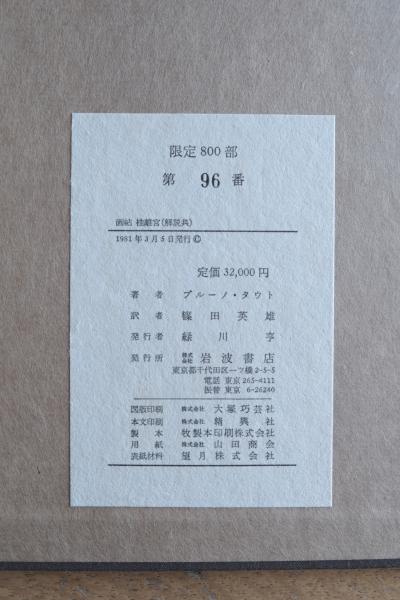 限定800部
第 96 番
画帖 桂離宮(解説共)
1981年3月5日発行©
定価 32,000円
著者 ブルーノ・タウト
訳者 篠田英雄
発行者 緑川亨
発行所 株式会社 岩波書店
東京都千代田区一ツ橋2-5-5
電話 東京 265-4111
振替 東京 6-26240
図版印刷 株式会社 大塚巧芸社
本文印刷 株式会社 精興社
製本 牧製本印刷株式会社
用紙 株式会社 山田商会
表紙材料 望月株式会社